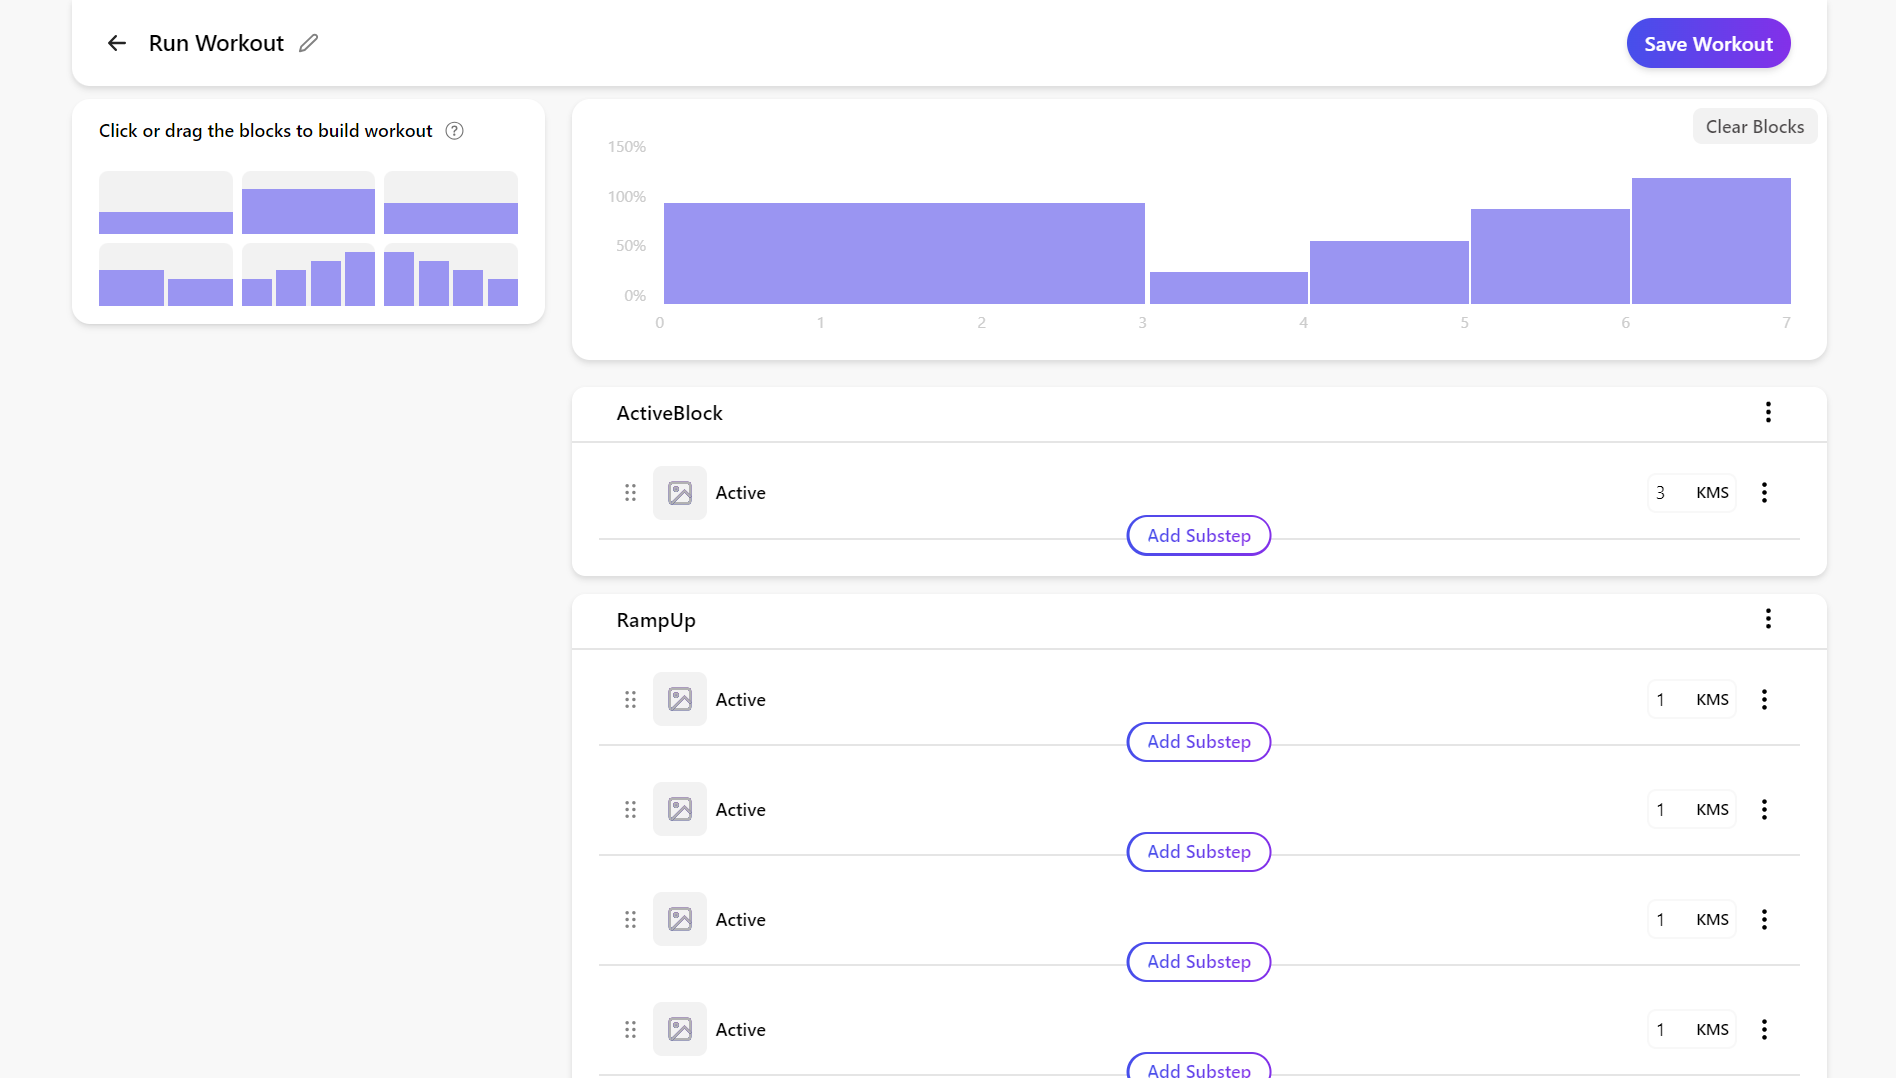 Run Workout
Save Workout
Click or drag the blocks to build workout ?
Clear Blocks
150%
100%
50%
0%
0 1 2 3 4 5 6 7
ActiveBlock
Active 3 KMS
Add Substep
RampUp
Active 1 KMS
Add Substep
Active 1 KMS
Add Substep
Active 1 KMS
Add Substep
Active 1 KMS
Add Substep